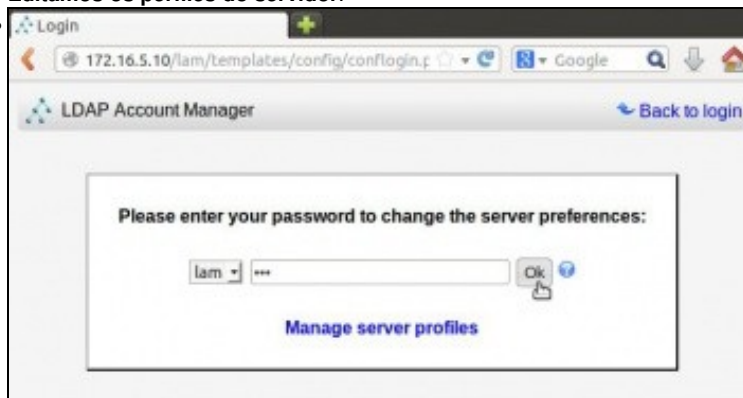 Editamos os perfiles do servidor.
Login
172.16.5.10/lam/templates/config/conflogin.p
Google
LDAP Account Manager
Back to login
Please enter your password to change the server preferences:
lam
•••
Ok
Manage server profiles